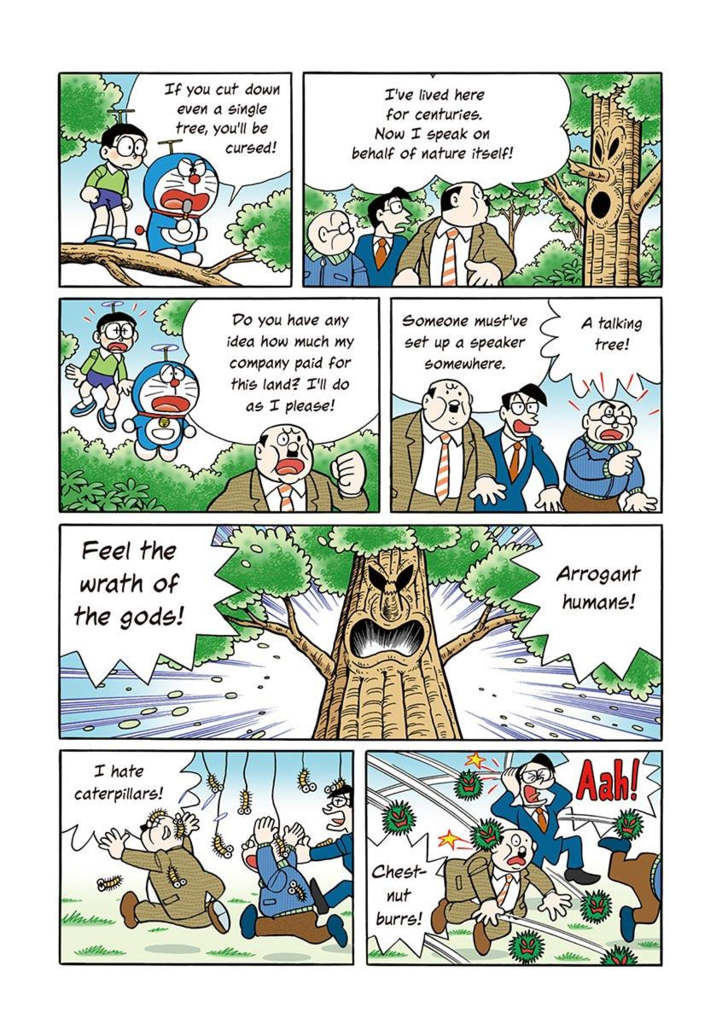 I've lived here
for centuries.
Now I speak on
behalf of nature itself!
If you cut down
even a single
tree, you'll be
cursed!
A talking
tree!
Someone must've
set up a speaker
somewhere.
Do you have any
idea how much my
company paid for
this land? I'll do
as I please!
Arrogant
humans!
Feel the
wrath of
the gods!
Aah!
Chest-
nut
burrs!
I hate
caterpillars!